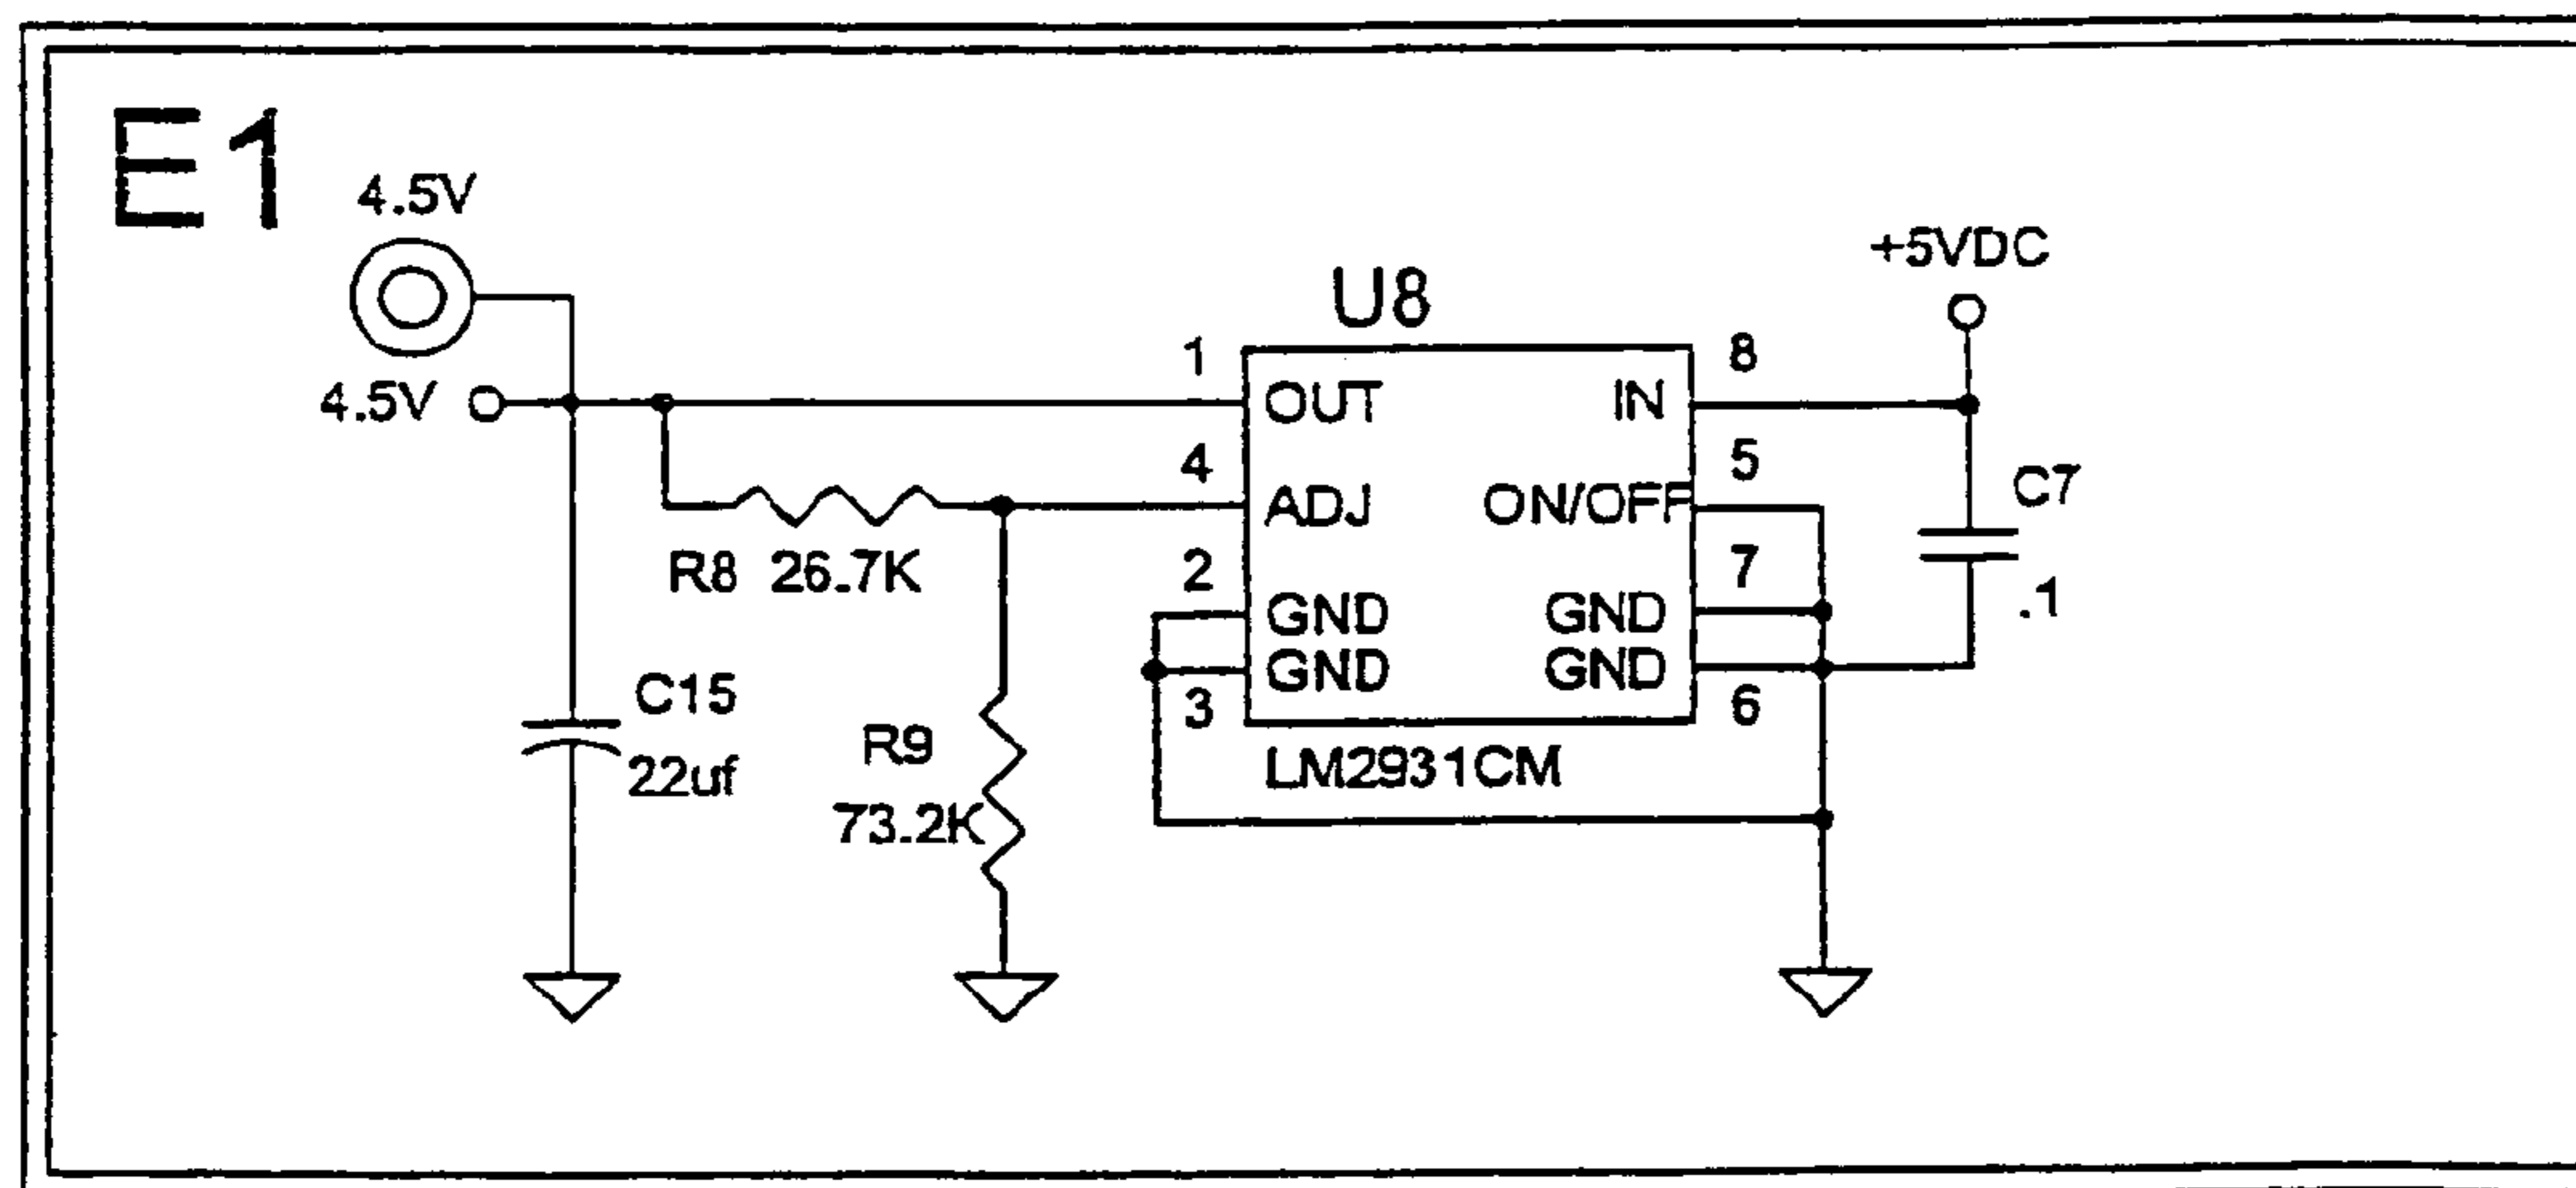 E1
4.5V
4.5V
U8
+5VDC
1
8
OUT
IN
4
5
ADJ
ON/OFF
C7
.1
R8 26.7K
2
7
GND
GND
GND
GND
3
6
C15
22uf
R9
73.2K
LM2931CM